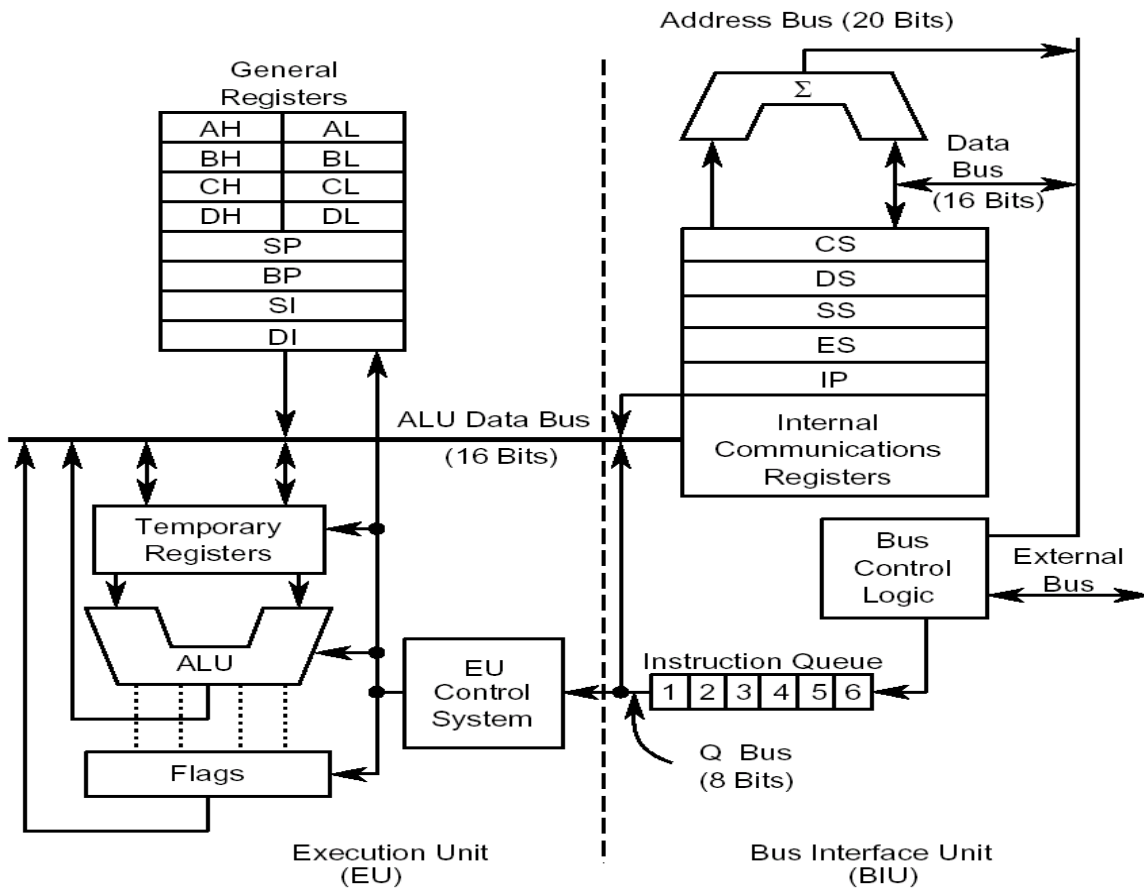 Address Bus (20 Bits)
General
Registers
AH AL
BH BL
CH CL
DH DL
SP
BP
SI
DI
Σ
Data
Bus
(16 Bits)
CS
DS
SS
ES
IP
Internal
Communications
Registers
ALU Data Bus
(16 Bits)
Temporary
Registers
ALU
Flags
EU
Control
System
Bus
Control
Logic
External
Bus
Instruction Queue
1 2 3 4 5 6
Q Bus
(8 Bits)
Execution Unit
(EU)
Bus Interface Unit
(BIU)